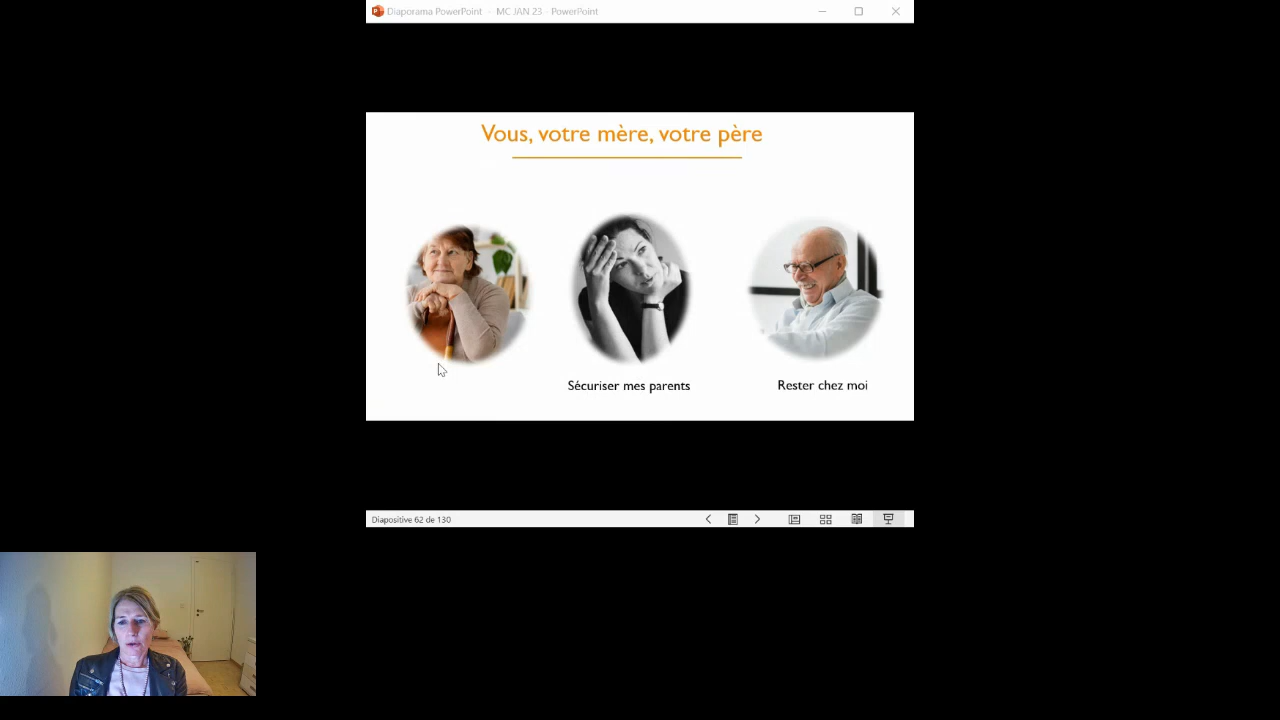 Diaporama PowerPoint - MC JAN 23 - PowerPoint
Vous, votre mère, votre père
Sécuriser mes parents
Rester chez moi
Diapositive 62 de 130